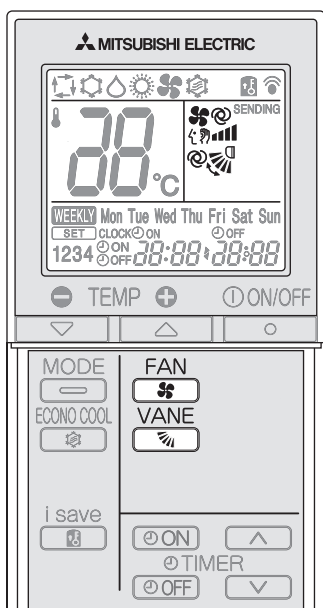 MITSUBISHI ELECTRIC
SENDING
88°C
WEEKLY Mon Tue Wed Thu Fri Sat Sun
SET CLOCK ON OFF
1234 ON OFF 88:88 88:88
TEMP ON/OFF
MODE FAN
ECONO COOL VANE
i save
ON
TIMER
OFF